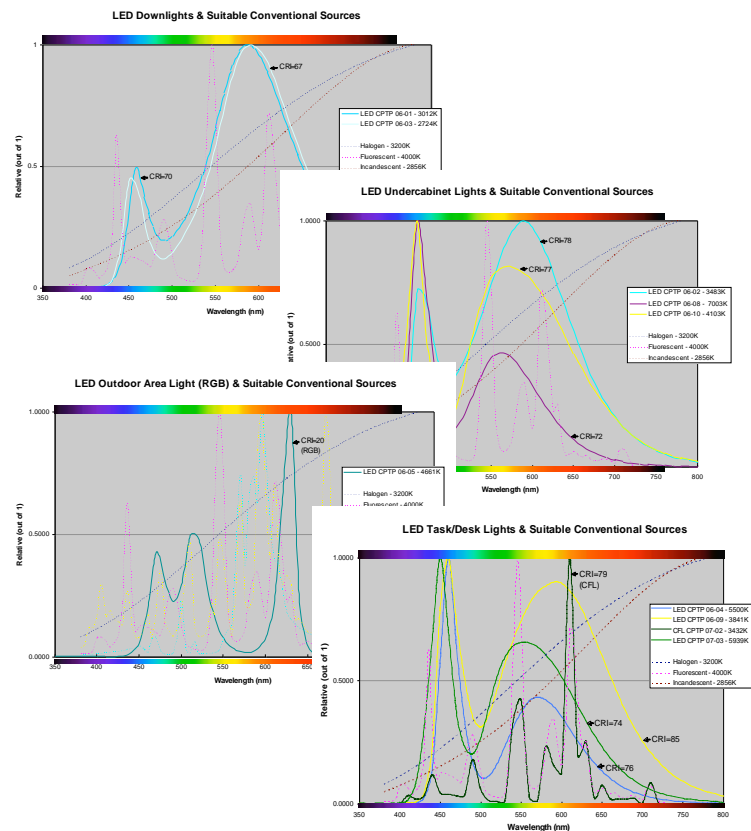 LED Downlights & Suitable Conventional Sources
1
CRI=67
LED CPTP 06-01 - 3012K
LED CPTP 06-03 - 2724K
Halogen - 3200K
Fluorescent - 4000K
Incandescent - 2856K
Relative (out of 1)
0.5
CRI=70
0
350
400
450
500
550
600
Wavelength (nm)
LED Undercabinet Lights & Suitable Conventional Sources
1.0000
CRI=78
CRI=77
LED CPTP 06-02 - 3483K
LED CPTP 06-08 - 7003K
LED CPTP 06-10 - 4103K
Halogen - 3200K
Fluorescent - 4000K
Incandescent - 2856K
0.5000
CRI=72
550
600
650
700
750
800
Wavelength (nm)
LED Outdoor Area Light (RGB) & Suitable Conventional Sources
1.0000
CRI=20
(RGB)
LED CPTP 06-05 - 4661K
Halogen - 3200K
Fluorescent - 4000K
Relative (out of 1)
0.5000
0.0000
350
400
450
500
550
600
Wavelength (nm)
LED Task/Desk Lights & Suitable Conventional Sources
1.0000
CRI=79
(CFL)
LED CPTP 06-04 - 5500K
LED CPTP 06-09 - 3841K
CFL CPTP 07-02 - 3432K
LED CPTP 07-03 - 5939K
Halogen - 3200K
Fluorescent - 4000K
Incandescent - 2856K
Relative (out of 1)
0.5000
CRI=74
CRI=85
CRI=76
0.0000
350
400
450
500
550
600
650
700
750
800
Wavelength (nm)